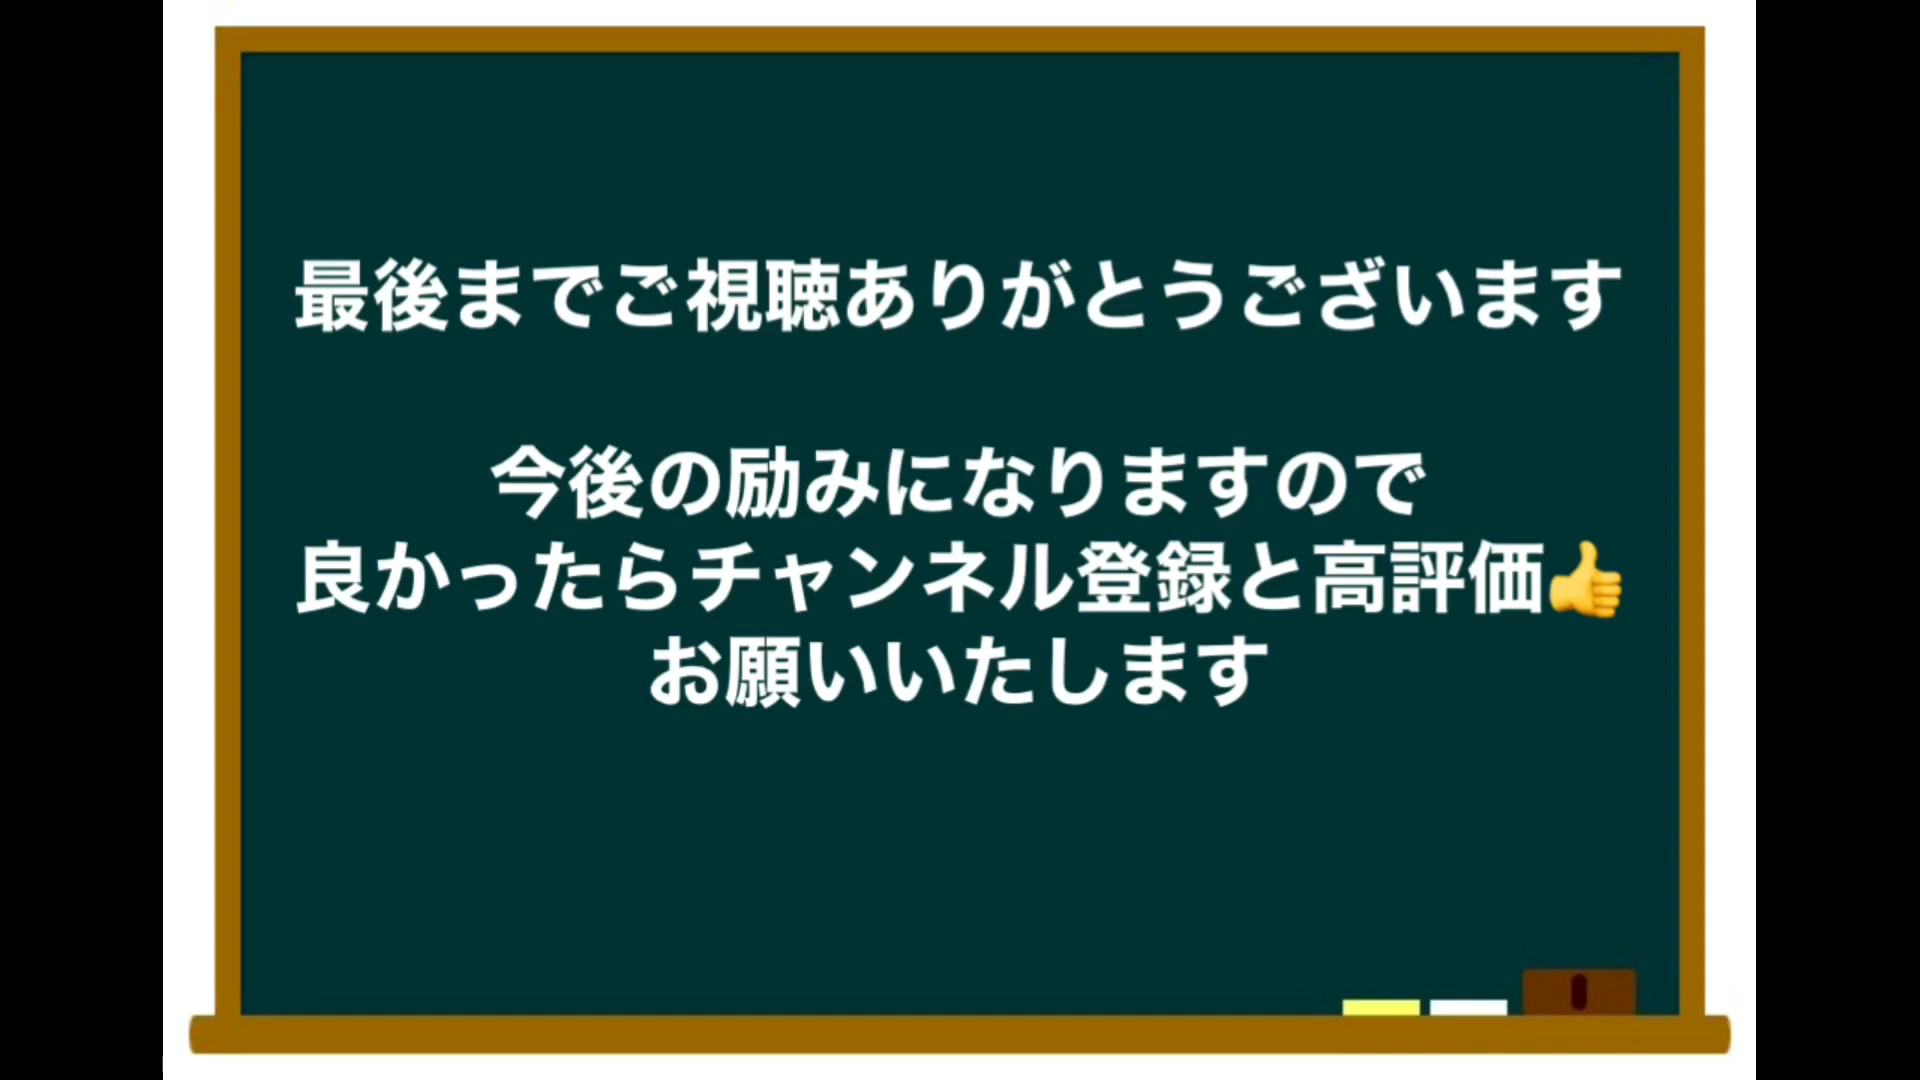 最後までご視聴ありがとうございます
今後の励みになりますので
良かったらチャンネル登録と高評価👍
お願いいたします